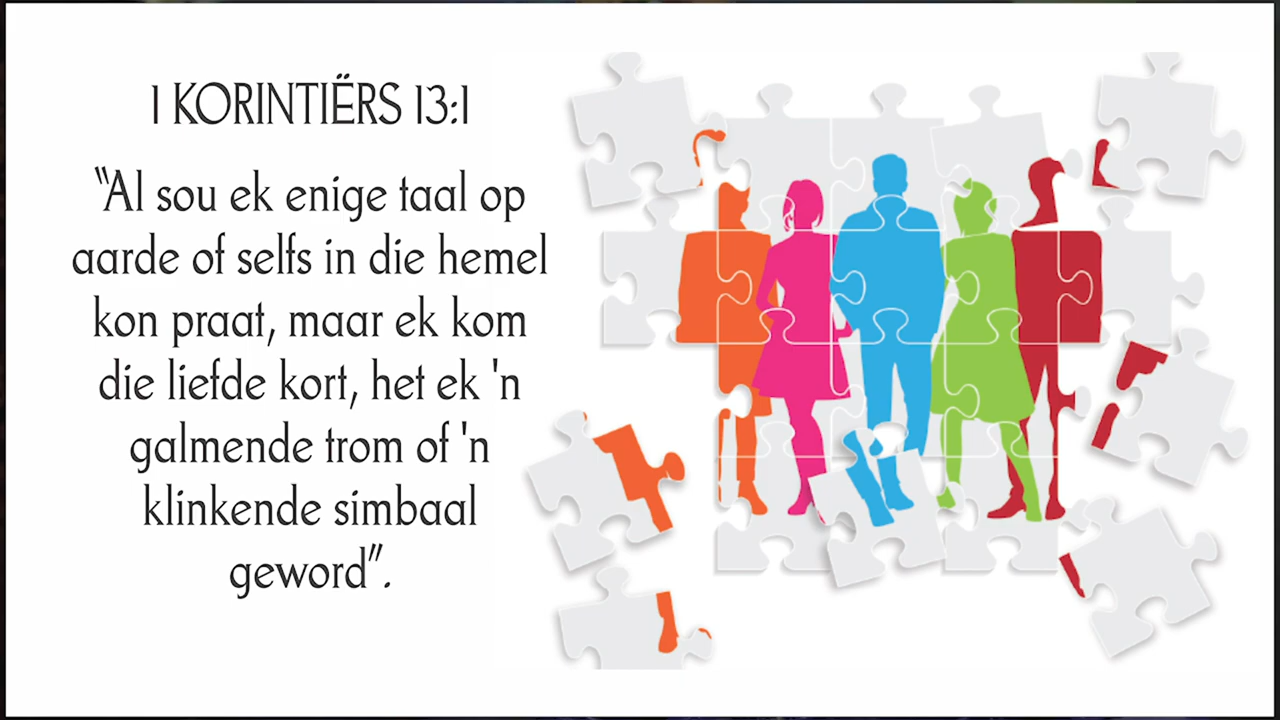 1 KORINTIËRS 13:1
"Al sou ek enige taal op
aarde of selfs in die hemel
kon praat, maar ek kom
die liefde kort, het ek 'n
galmende trom of 'n
klinkende simbaal
geword".